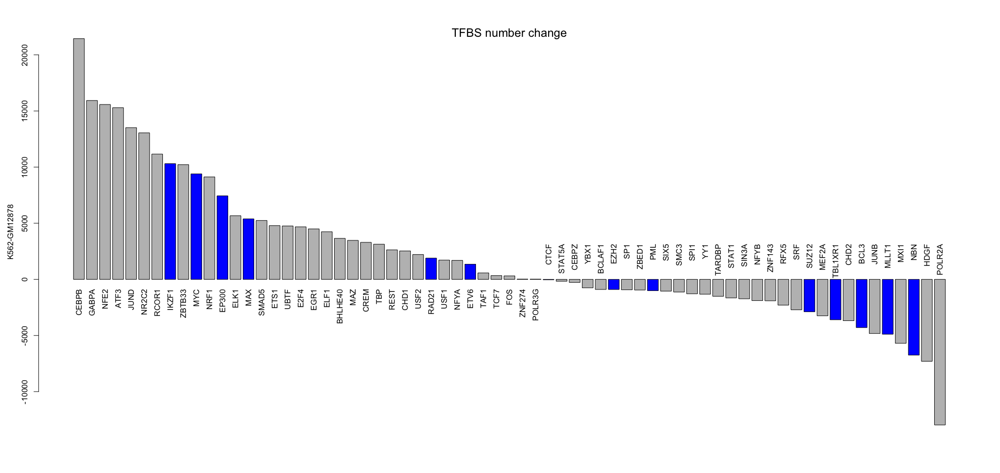 TFBS number change
K562-GM12878
20000
15000
10000
5000
0
-5000
-10000
CEBPB
GABPA
NFE2
ATF3
JUND
NR2C2
RCOR1
IKZF1
ZBTB33
MYC
NRF1
EP300
ELK1
MAX
SMAD5
ETS1
UBTF
E2F4
EGR1
ELF1
BHLHE40
MAZ
CREM
TBP
REST
CHD1
USF2
RAD21
USF1
NFYA
ETV6
TAF1
TCF7
FOS
ZNF274
POLR3G
CTCF
STAT5A
CEBPZ
YBX1
BCLAF1
EZH2
SP1
ZBED1
PML
SIX5
SMC3
SPI1
YY1
TARDBP
STAT1
SIN3A
NFYB
ZNF143
RFX5
SRF
SUZ12
MEF2A
TBL1XR1
CHD2
BCL3
JUNB
MLLT1
MXI1
NBN
HDGF
POLR2A